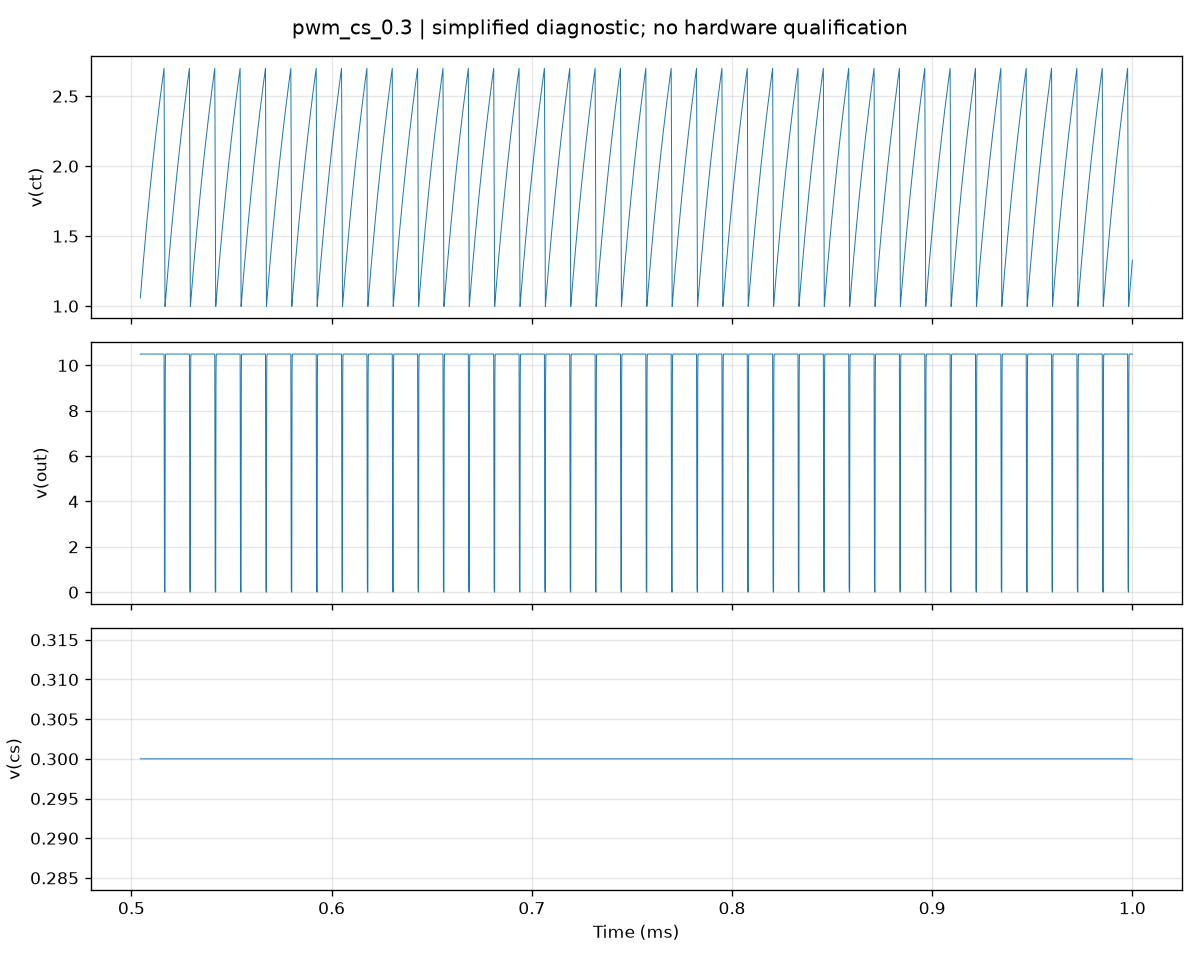 pwm_cs_0.3 | simplified diagnostic; no hardware qualification
2.5
2.0
1.5
1.0
v(ct)
10
8
6
4
2
0
v(out)
0.315
0.310
0.305
0.300
0.295
0.290
0.285
v(cs)
0.5 0.6 0.7 0.8 0.9 1.0
Time (ms)